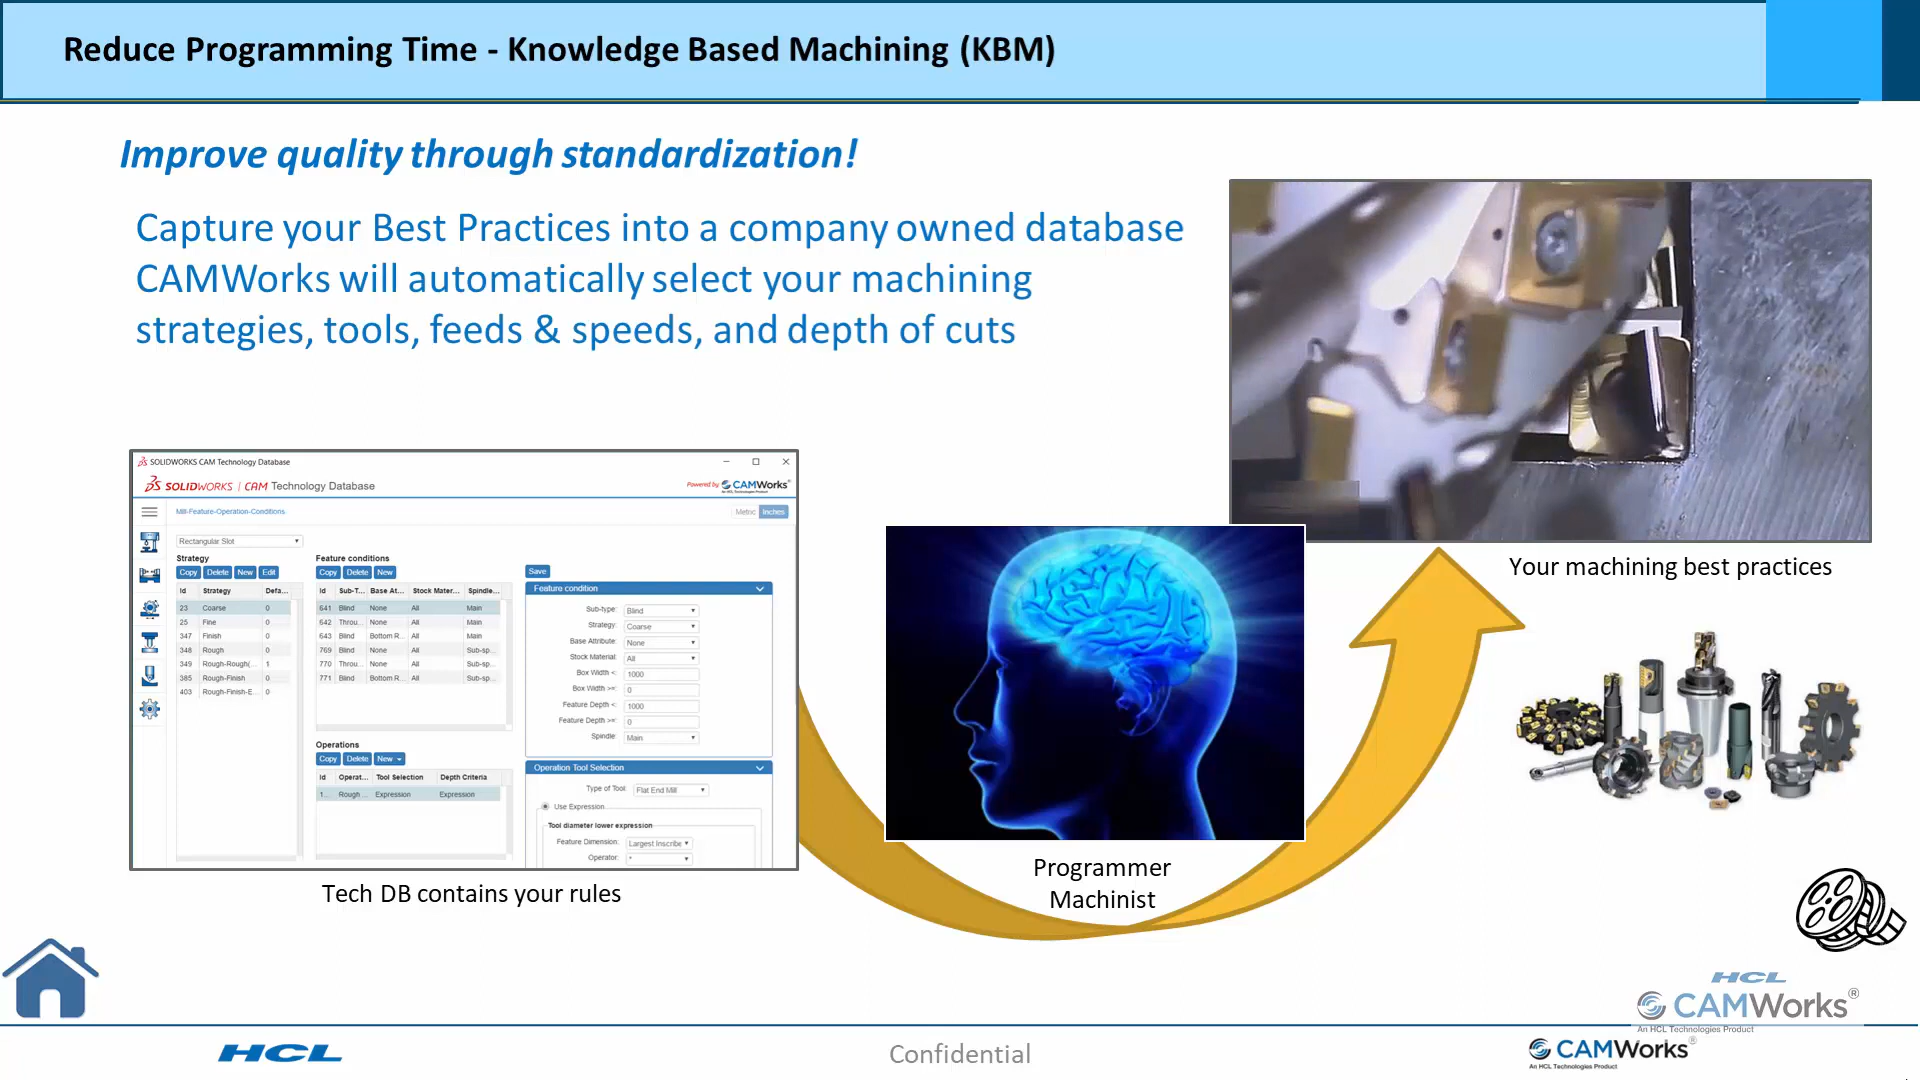 Reduce Programming Time - Knowledge Based Machining (KBM)
Improve quality through standardization!
Capture your Best Practices into a company owned database
CAMWorks will automatically select your machining
strategies, tools, feeds & speeds, and depth of cuts
SOLIDWORKS CAM Technology Database
SOLIDWORKS | CAM Technology Database
Powered by CAMWorks®
An HCL Technologies Product
Mill-Feature-Operation-Conditions
Metric Inches
Rectangular Slot
Strategy
Copy Delete New Edit
Id Strategy Defa...
23 Coarse 0
25 Fine 0
347 Finish 0
348 Rough 0
349 Rough-Rough(... 1
385 Rough-Finish 0
403 Rough-Finish-E... 0
Feature conditions
Copy Delete New
Id Sub-T... Base At... Stock Mater... Spindle...
641 Blind None All Main
642 Throu... None All Main
643 Blind Bottom R... All Main
769 Blind None All Sub-sp...
770 Throu... None All Sub-sp...
771 Blind Bottom R... All Sub-sp...
Operations
Copy Delete New
Id Operat... Tool Selection Depth Criteria
1... Rough ... Expression Expression
Save
Feature condition
Sub-type: Blind
Strategy: Coarse
Base Attribute: None
Stock Material: All
Box Width <: 1000
Box Width >=: 0
Feature Depth <: 1000
Feature Depth >=: 0
Spindle: Main
Operation Tool Selection
Type of Tool: Flat End Mill
Use Expression
Tool diameter lower expression
Feature Dimension: Largest Inscribe
Operator: *
Tech DB contains your rules
Programmer
Machinist
Your machining best practices
HCL
CAMWorks®
An HCL Technologies Product
HCL
Confidential
CAMWorks®
An HCL Technologies Product